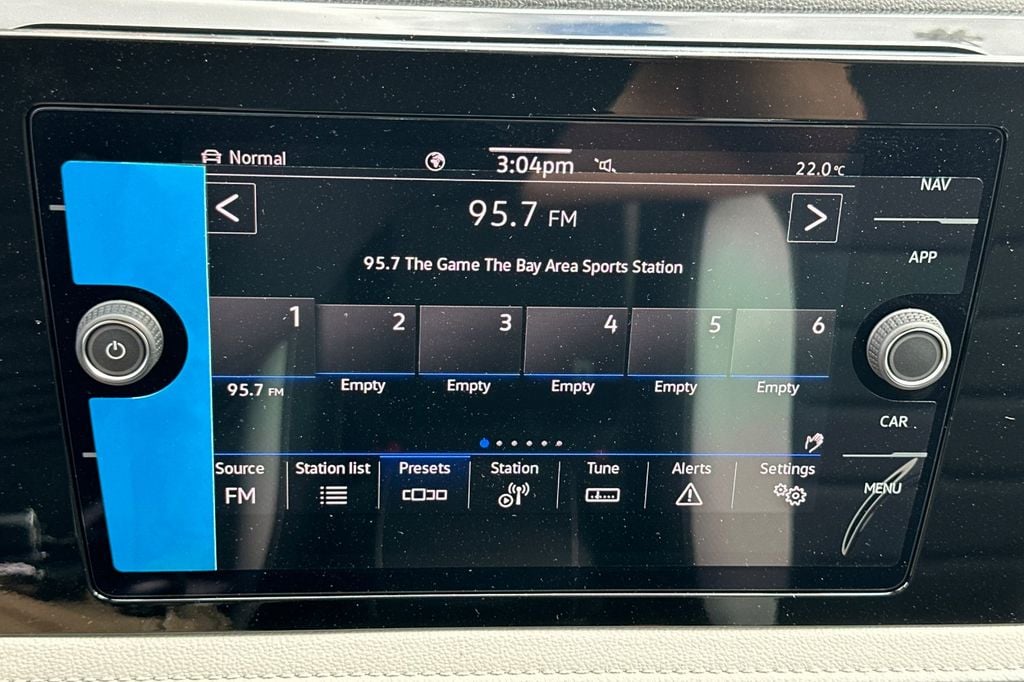 Normal 3:04pm 22.0°C
NAV
< 95.7 FM >
APP
95.7 The Game The Bay Area Sports Station
1 2 3 4 5 6
95.7 FM Empty Empty Empty Empty Empty
CAR
Source Station list Presets Station Tune Alerts Settings
FM
MENU